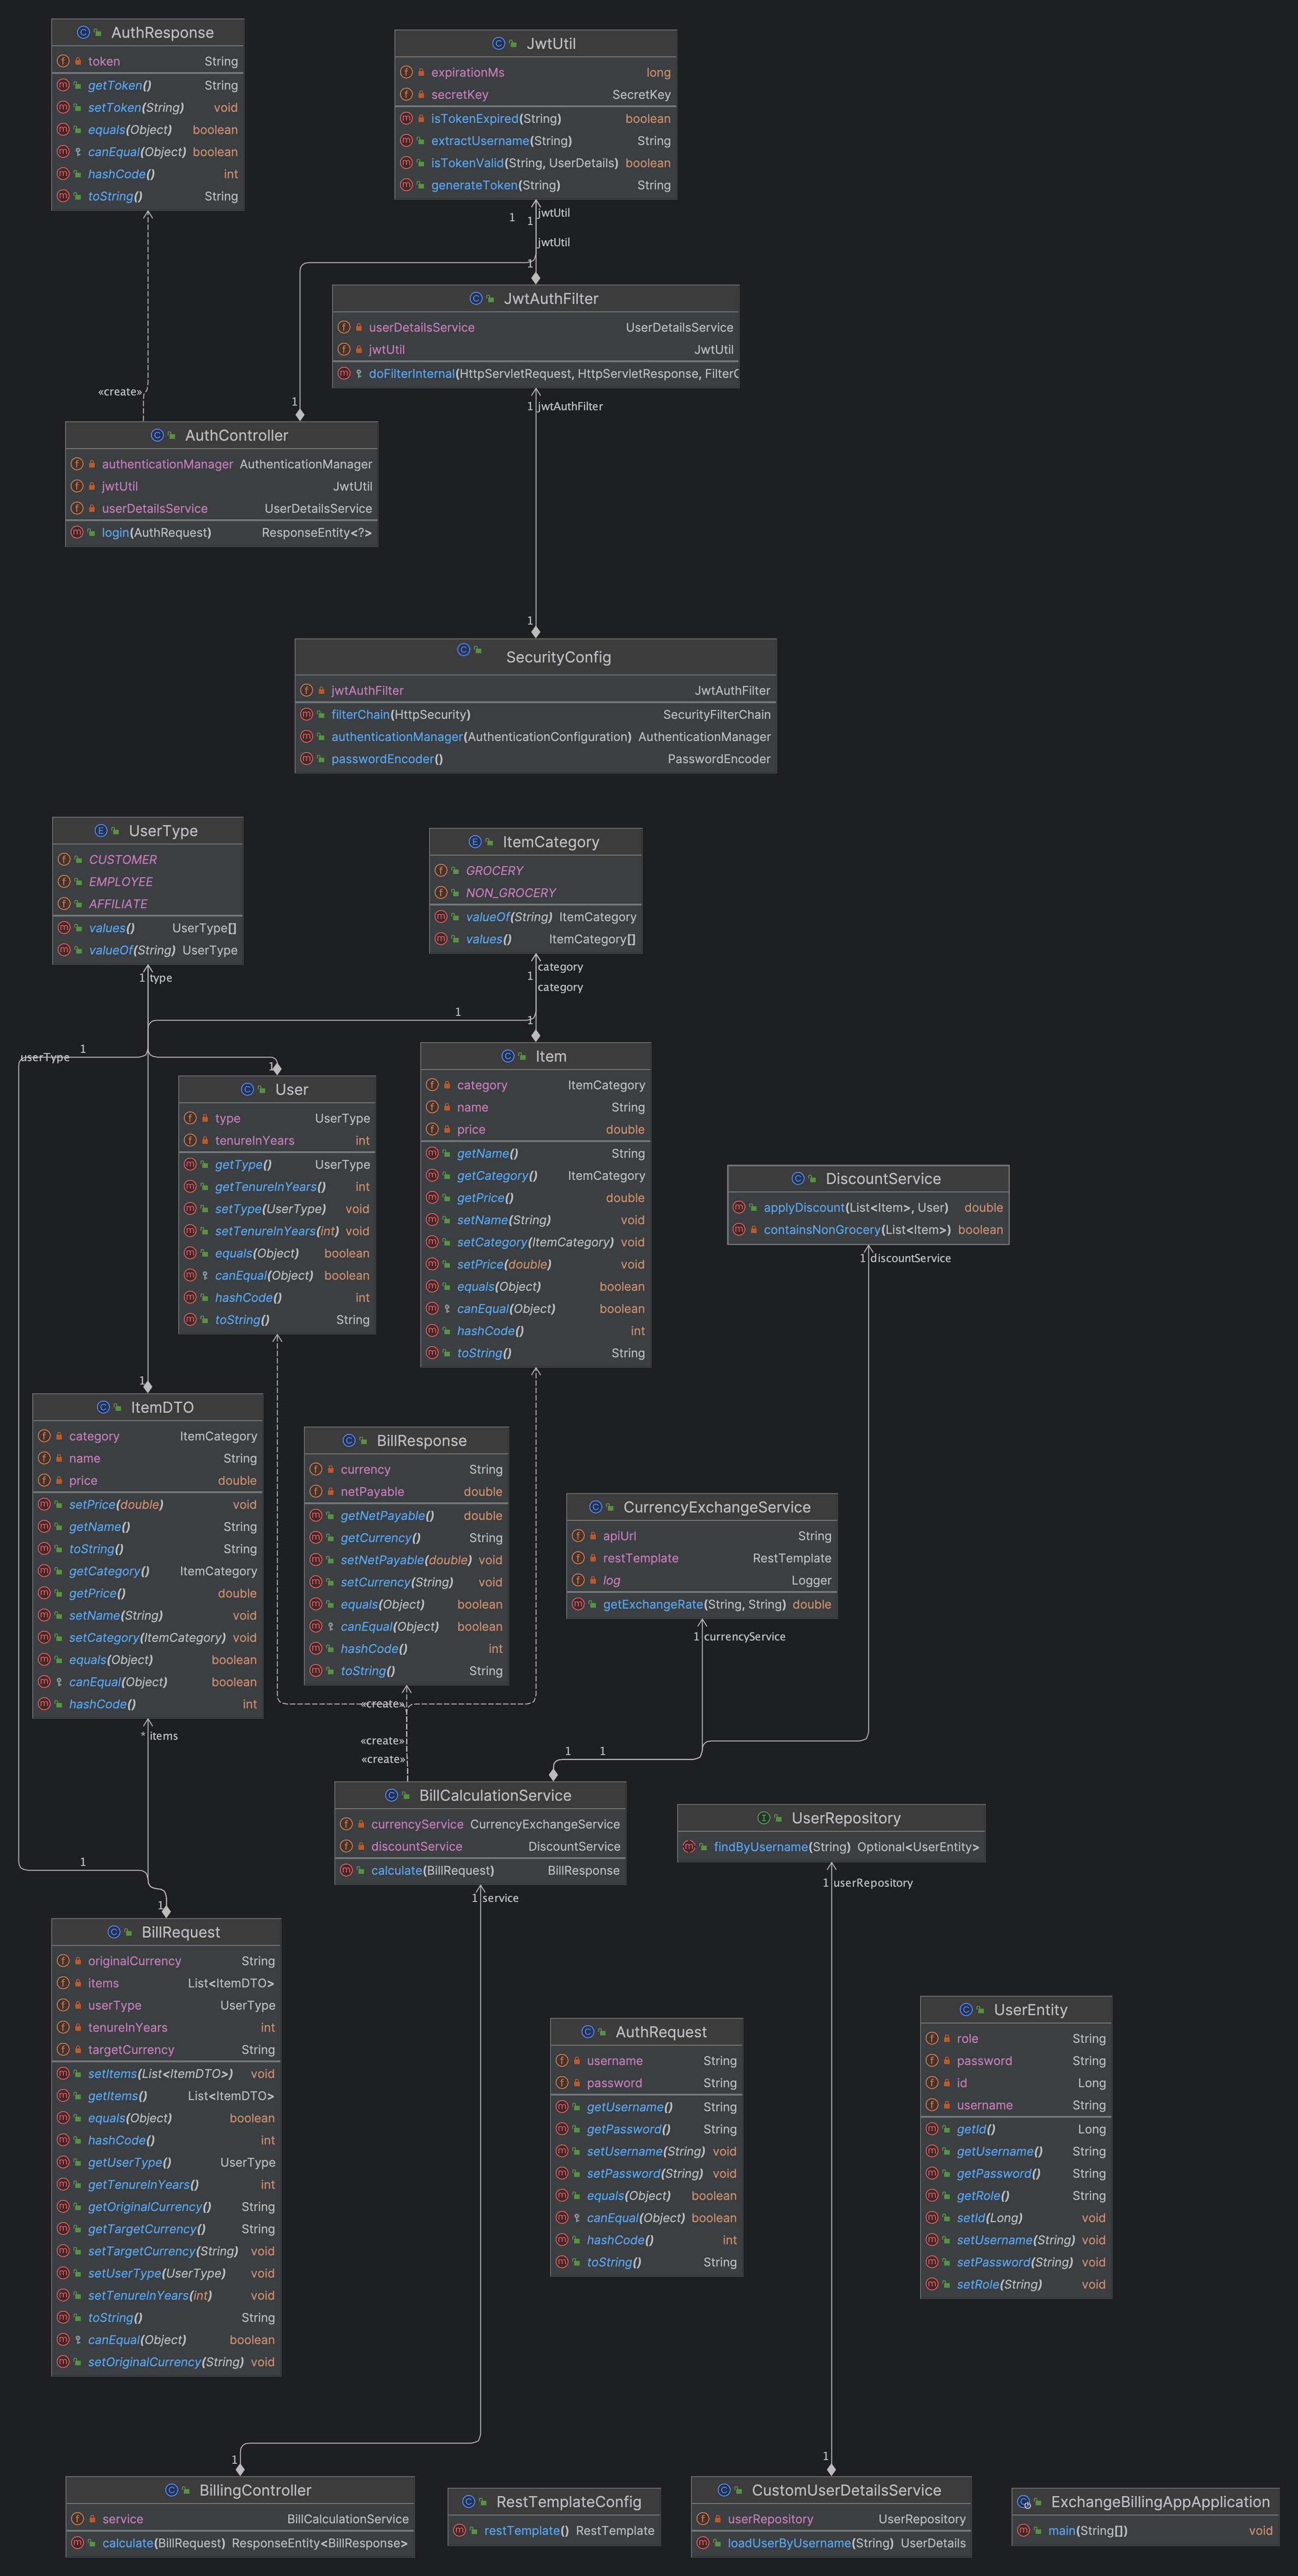 AuthResponse
token String
getToken() String
setToken(String) void
equals(Object) boolean
canEqual(Object) boolean
hashCode() int
toString() String
JwtUtil
expirationMs long
secretKey SecretKey
isTokenExpired(String) boolean
extractUsername(String) String
isTokenValid(String, UserDetails) boolean
generateToken(String) String
1 1 jwtUtil
jwtUtil
1
JwtAuthFilter
userDetailsService UserDetailsService
jwtUtil JwtUtil
doFilterInternal(HttpServletRequest, HttpServletResponse, FilterC
«create»
1
1 jwtAuthFilter
AuthController
authenticationManager AuthenticationManager
jwtUtil JwtUtil
userDetailsService UserDetailsService
login(AuthRequest) ResponseEntity<?>
1
SecurityConfig
jwtAuthFilter JwtAuthFilter
filterChain(HttpSecurity) SecurityFilterChain
authenticationManager(AuthenticationConfiguration) AuthenticationManager
passwordEncoder() PasswordEncoder
UserType
CUSTOMER
EMPLOYEE
AFFILIATE
values() UserType[]
valueOf(String) UserType
1 type
ItemCategory
GROCERY
NON_GROCERY
valueOf(String) ItemCategory
values() ItemCategory[]
category
1
category
1
1
1
userType
1
User
type UserType
tenureInYears int
getType() UserType
getTenureInYears() int
setType(UserType) void
setTenureInYears(int) void
equals(Object) boolean
canEqual(Object) boolean
hashCode() int
toString() String
Item
category ItemCategory
name String
price double
getName() String
getCategory() ItemCategory
getPrice() double
setName(String) void
setCategory(ItemCategory) void
setPrice(double) void
equals(Object) boolean
canEqual(Object) boolean
hashCode() int
toString() String
DiscountService
applyDiscount(List<Item>, User) double
containsNonGrocery(List<Item>) boolean
1 discountService
1
ItemDTO
category ItemCategory
name String
price double
setPrice(double) void
getName() String
toString() String
getCategory() ItemCategory
getPrice() double
setName(String) void
setCategory(ItemCategory) void
equals(Object) boolean
canEqual(Object) boolean
hashCode() int
* items
BillResponse
currency String
netPayable double
getNetPayable() double
getCurrency() String
setNetPayable(double) void
setCurrency(String) void
equals(Object) boolean
canEqual(Object) boolean
hashCode() int
toString() String
«create»
«create»
«create»
CurrencyExchangeService
apiUrl String
restTemplate RestTemplate
log Logger
getExchangeRate(String, String) double
1 currencyService
1 1
BillCalculationService
currencyService CurrencyExchangeService
discountService DiscountService
calculate(BillRequest) BillResponse
1 service
UserRepository
findByUsername(String) Optional<UserEntity>
1 userRepository
1
1
BillRequest
originalCurrency String
items List<ItemDTO>
userType UserType
tenureInYears int
targetCurrency String
setItems(List<ItemDTO>) void
getItems() List<ItemDTO>
equals(Object) boolean
hashCode() int
getUserType() UserType
getTenureInYears() int
getOriginalCurrency() String
getTargetCurrency() String
setTargetCurrency(String) void
setUserType(UserType) void
setTenureInYears(int) void
toString() String
canEqual(Object) boolean
setOriginalCurrency(String) void
AuthRequest
username String
password String
getUsername() String
getPassword() String
setUsername(String) void
setPassword(String) void
equals(Object) boolean
canEqual(Object) boolean
hashCode() int
toString() String
UserEntity
role String
password String
id Long
username String
getId() Long
getUsername() String
getPassword() String
getRole() String
setId(Long) void
setUsername(String) void
setPassword(String) void
setRole(String) void
1
1
BillingController
service BillCalculationService
calculate(BillRequest) ResponseEntity<BillResponse>
RestTemplateConfig
restTemplate() RestTemplate
CustomUserDetailsService
userRepository UserRepository
loadUserByUsername(String) UserDetails
ExchangeBillingAppApplication
main(String[]) void